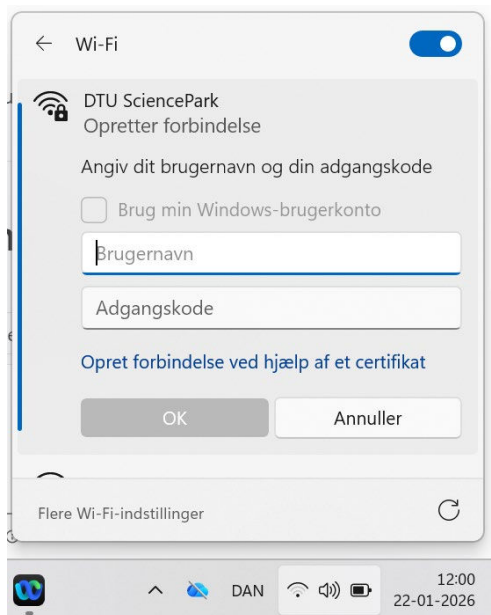 Wi-Fi
DTU SciencePark
Opretter forbindelse
Angiv dit brugernavn og din adgangskode
Brug min Windows-brugerkonto
Brugernavn
Adgangskode
Opret forbindelse ved hjælp af et certifikat
OK
Annuller
Flere Wi-Fi-indstillinger
DAN
12:00
22-01-2026